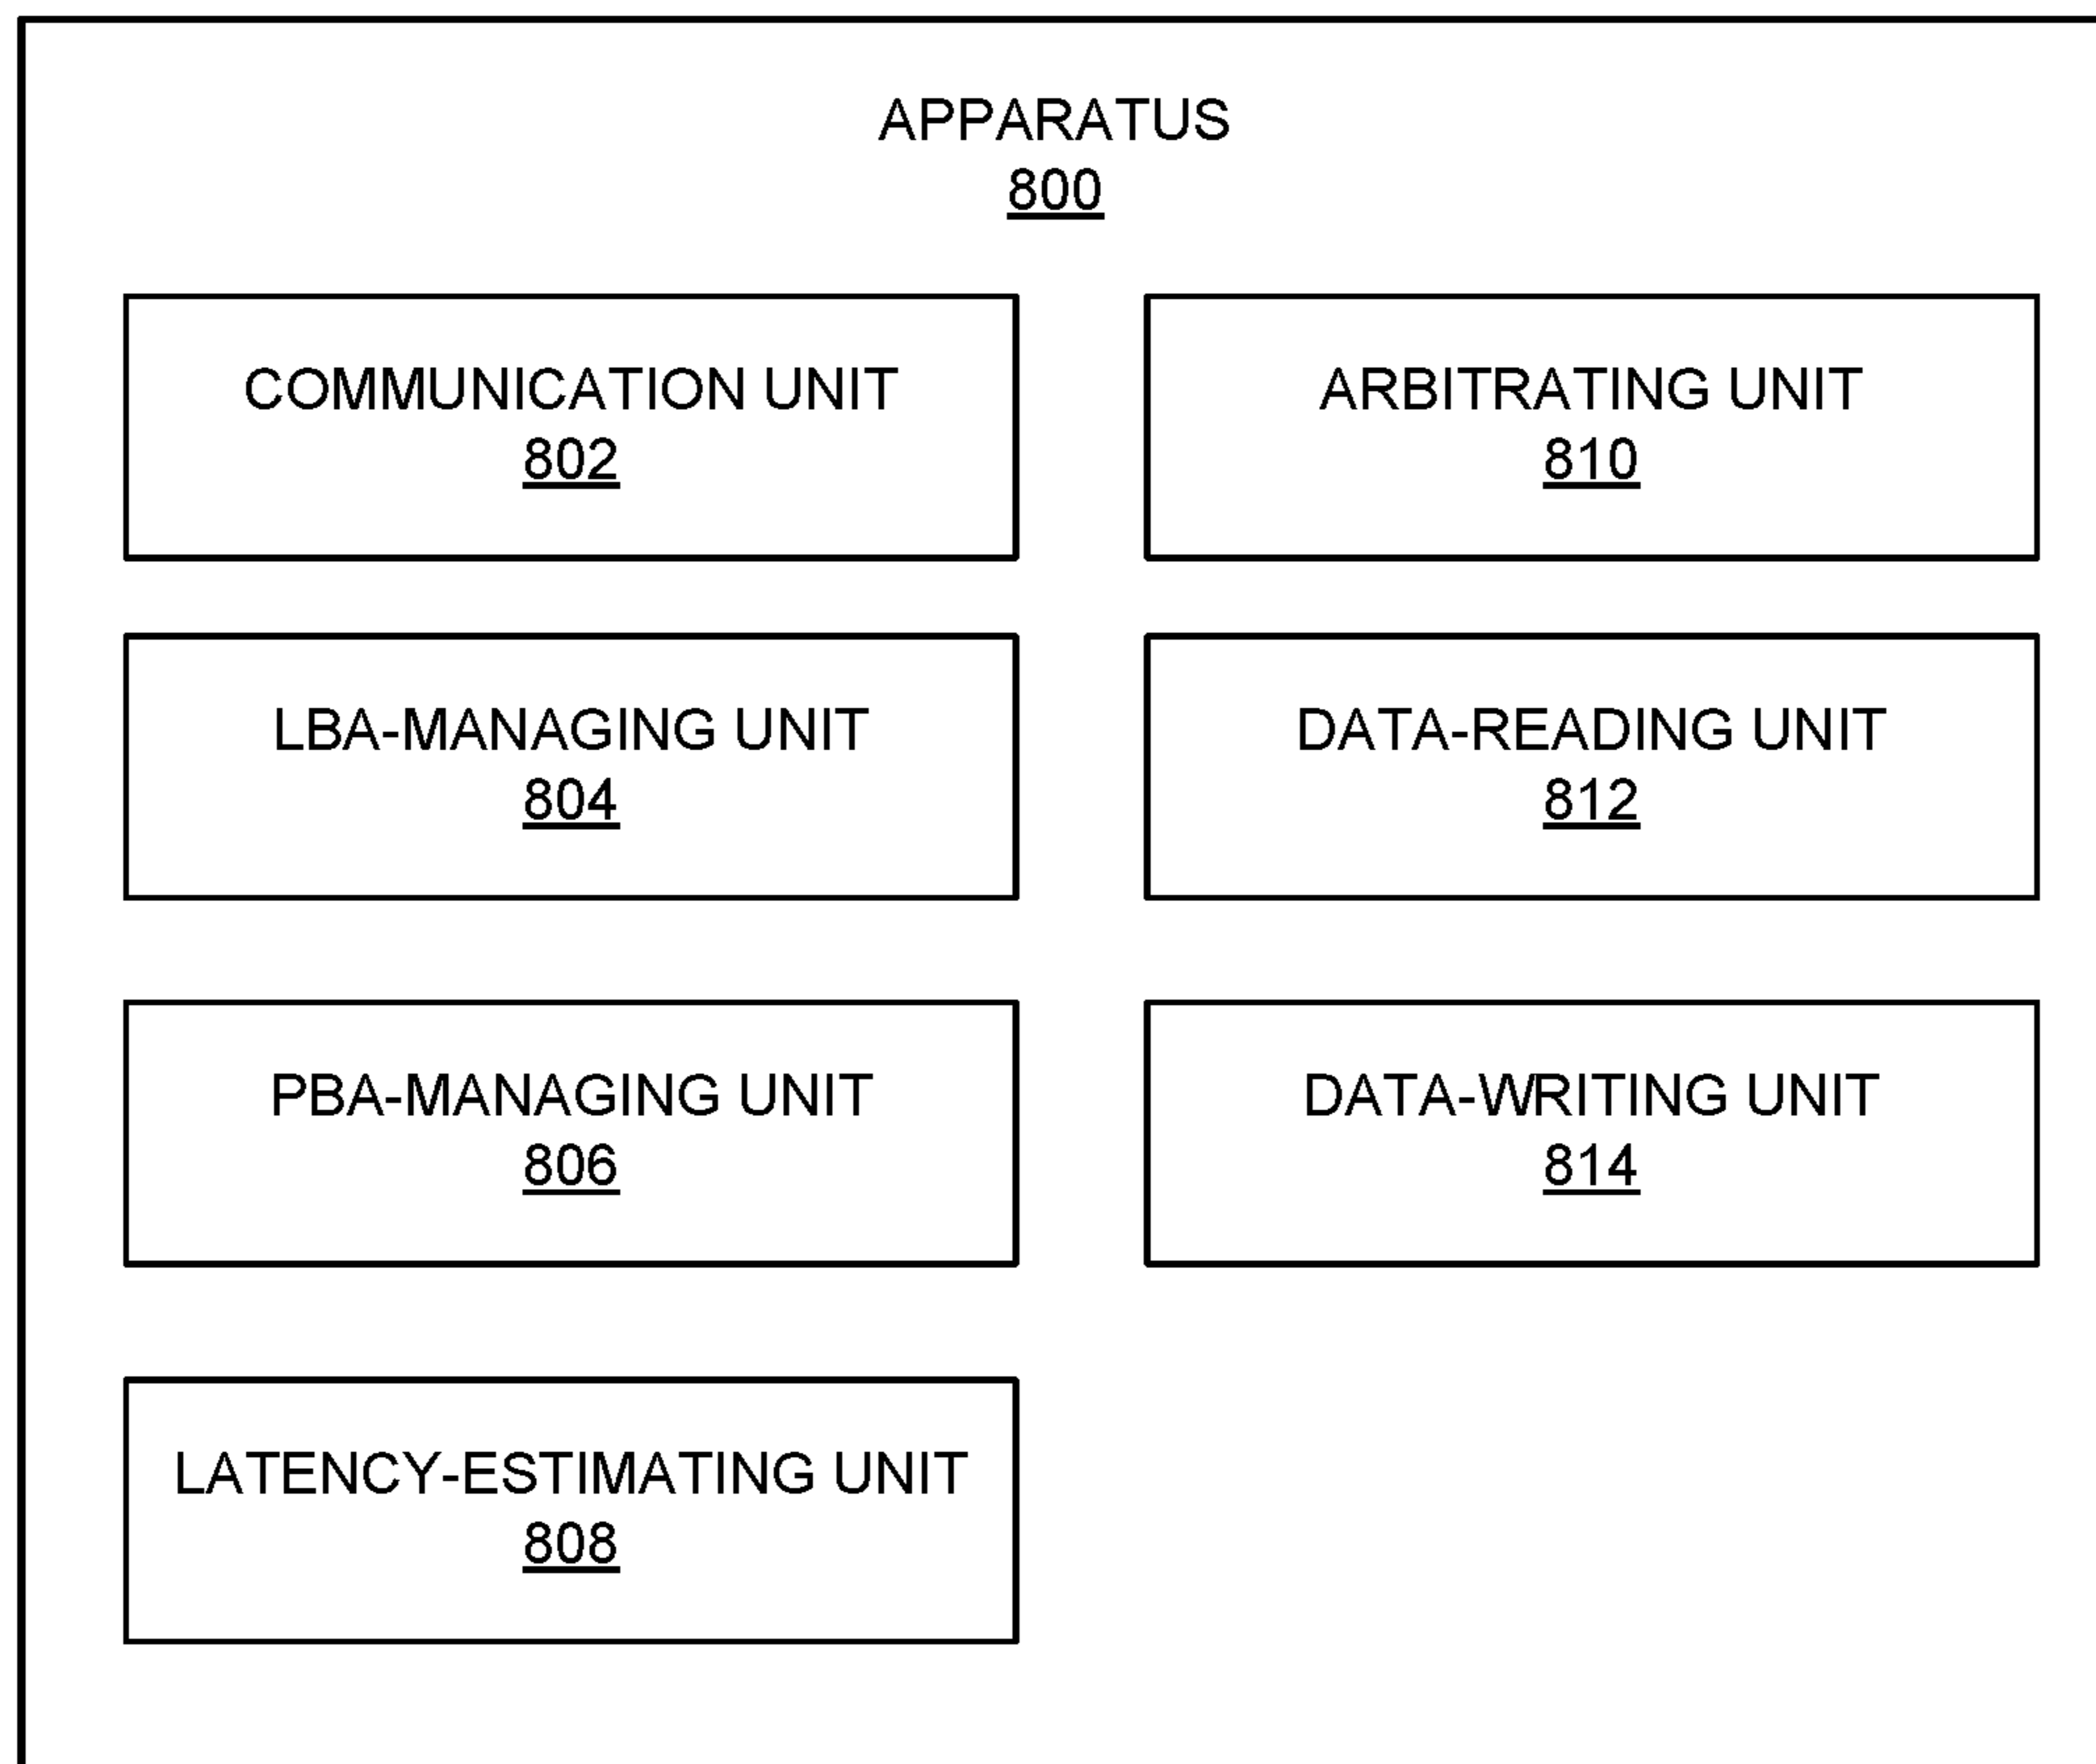 APPARATUS
800
COMMUNICATION UNIT
802
ARBITRATING UNIT
810
LBA-MANAGING UNIT
804
DATA-READING UNIT
812
PBA-MANAGING UNIT
806
DATA-WRITING UNIT
814
LATENCY-ESTIMATING UNIT
808